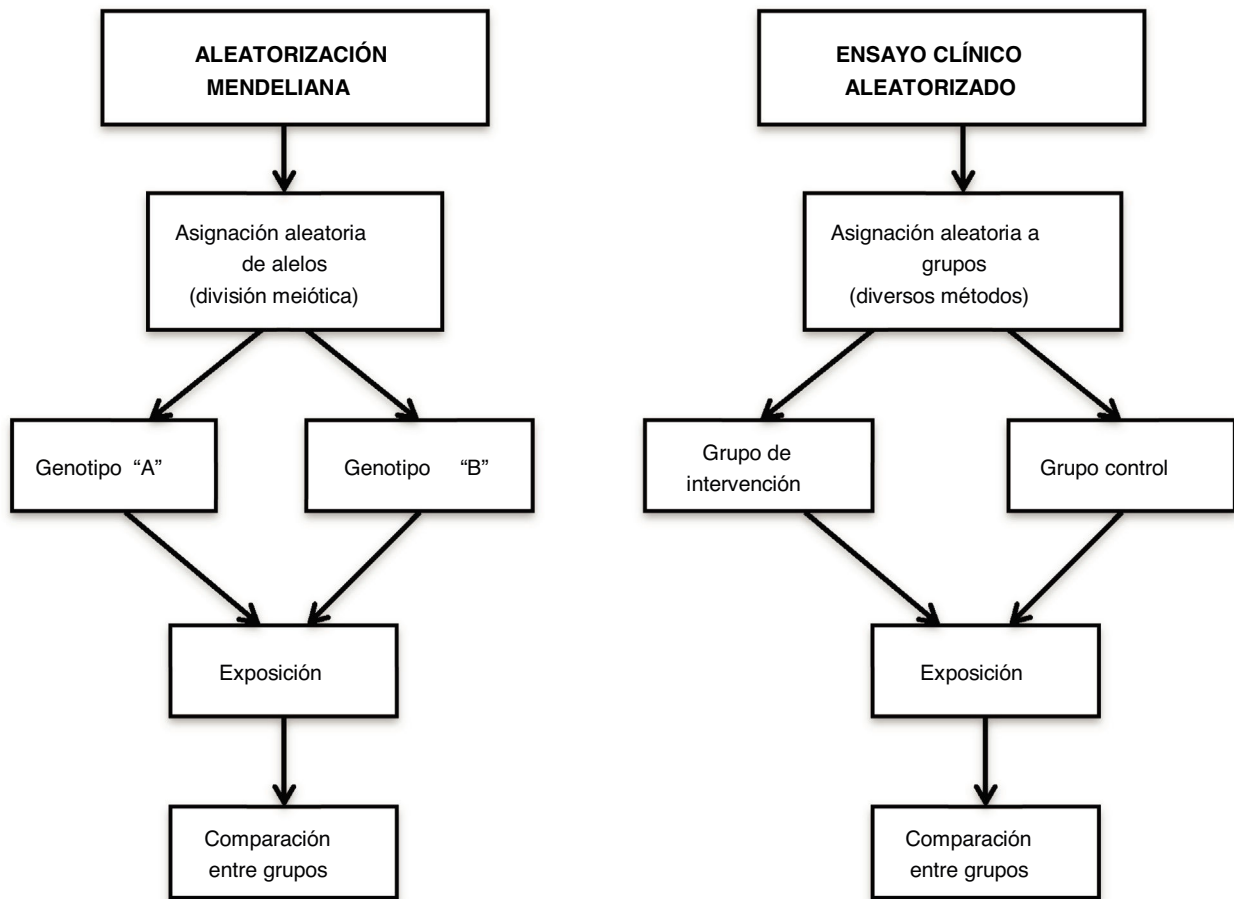 ALEATORIZACIÓN
MENDELIANA
Asignación aleatoria
de alelos
(división meiótica)
Genotipo “A”
Genotipo “B”
Exposición
Comparación
entre grupos
ENSAYO CLÍNICO
ALEATORIZADO
Asignación aleatoria a
grupos
(diversos métodos)
Grupo de
intervención
Grupo control
Exposición
Comparación
entre grupos